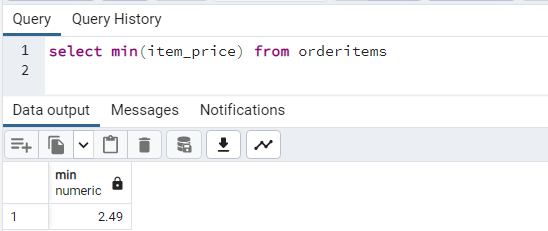 Query Query History
1 select min(item_price) from orderitems
2
Data output Messages Notifications
min
numeric
1 2.49